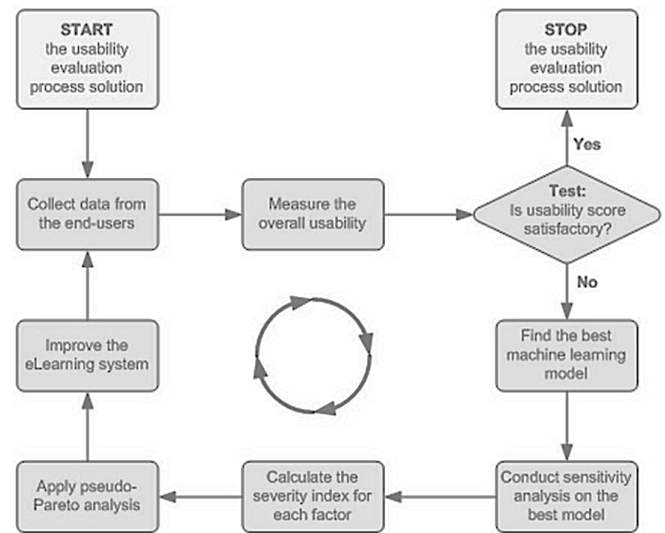 START
the usability
evaluation
process solution
STOP
the usability
evaluation
process solution
Yes
Collect data from
the end-users
Measure the
overall usability
Test:
Is usability score
satisfactory?
No
Improve the
eLearning system
Find the best
machine learning
model
Apply pseudo-
Pareto analysis
Calculate the
severity index for
each factor
Conduct sensitivity
analysis on the
best model